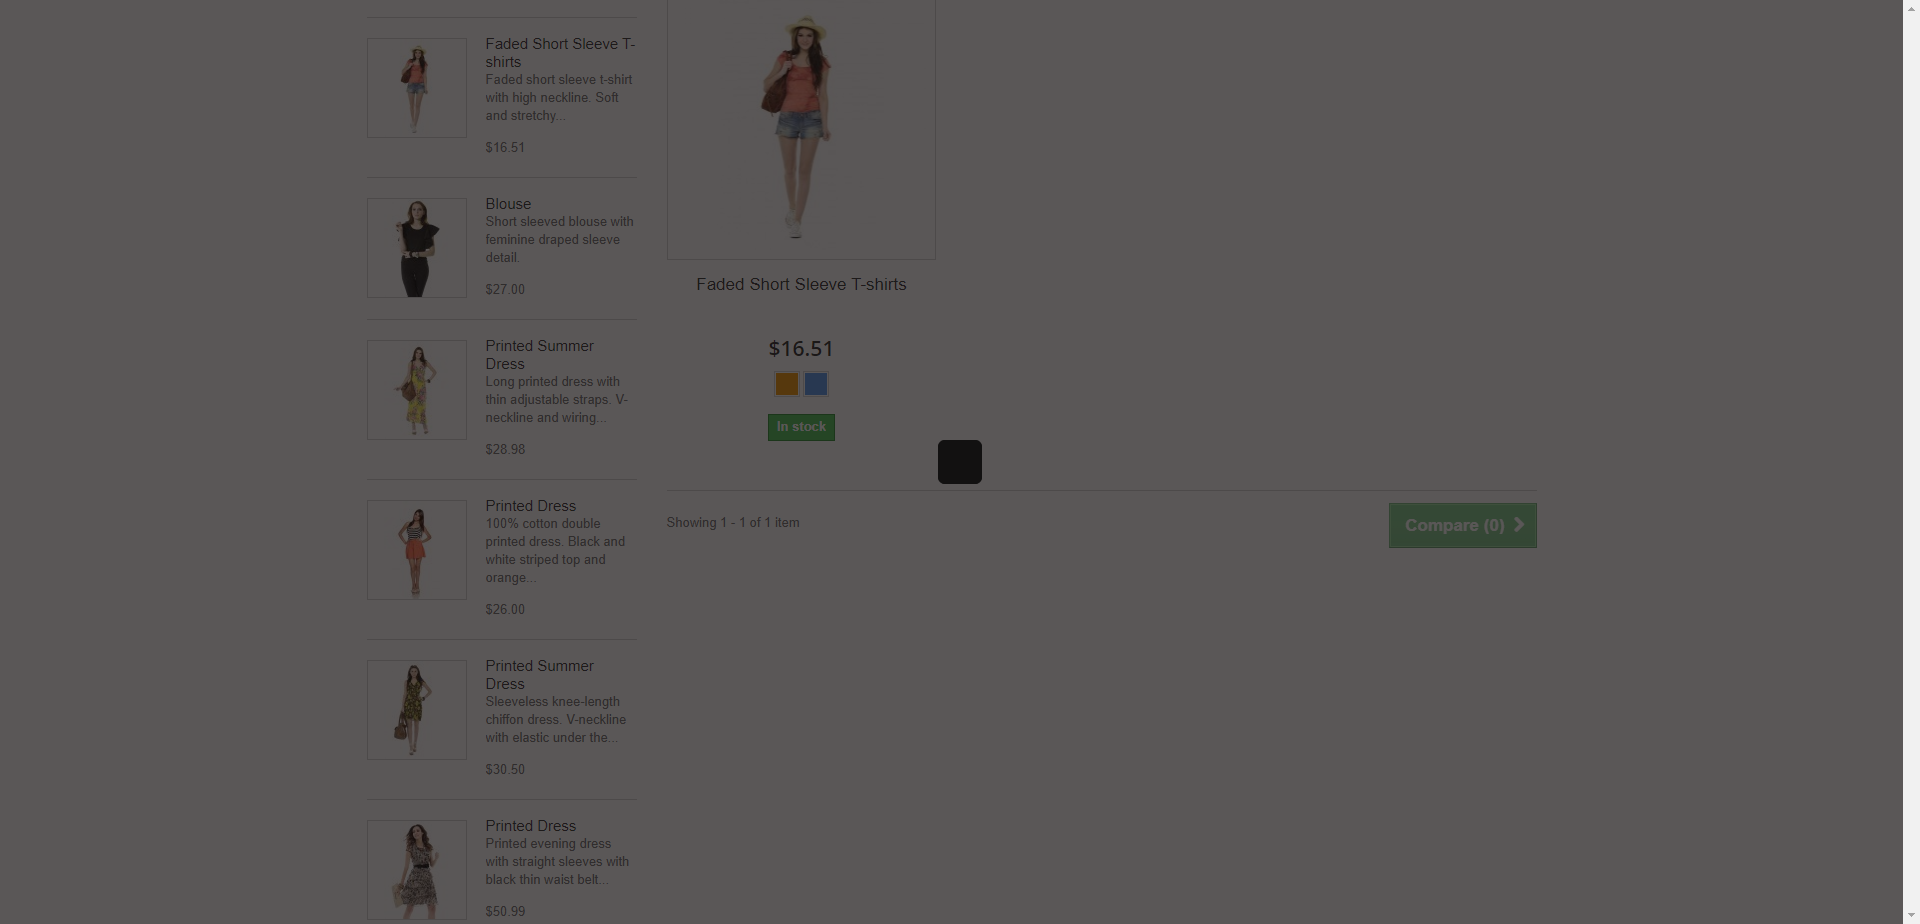 Faded Short Sleeve T-
shirts
Faded short sleeve t-shirt
with high neckline. Soft
and stretchy...
$16.51
Blouse
Short sleeved blouse with
feminine draped sleeve
detail.
$27.00
Printed Summer
Dress
Long printed dress with
thin adjustable straps. V-
neckline and wiring...
$28.98
Printed Dress
100% cotton double
printed dress. Black and
white striped top and
orange...
$26.00
Printed Summer
Dress
Sleeveless knee-length
chiffon dress. V-neckline
with elastic under the...
$30.50
Printed Dress
Printed evening dress
with straight sleeves with
black thin waist belt...
$50.99
Faded Short Sleeve T-shirts
$16.51
In stock
Showing 1 - 1 of 1 item
Compare (0)